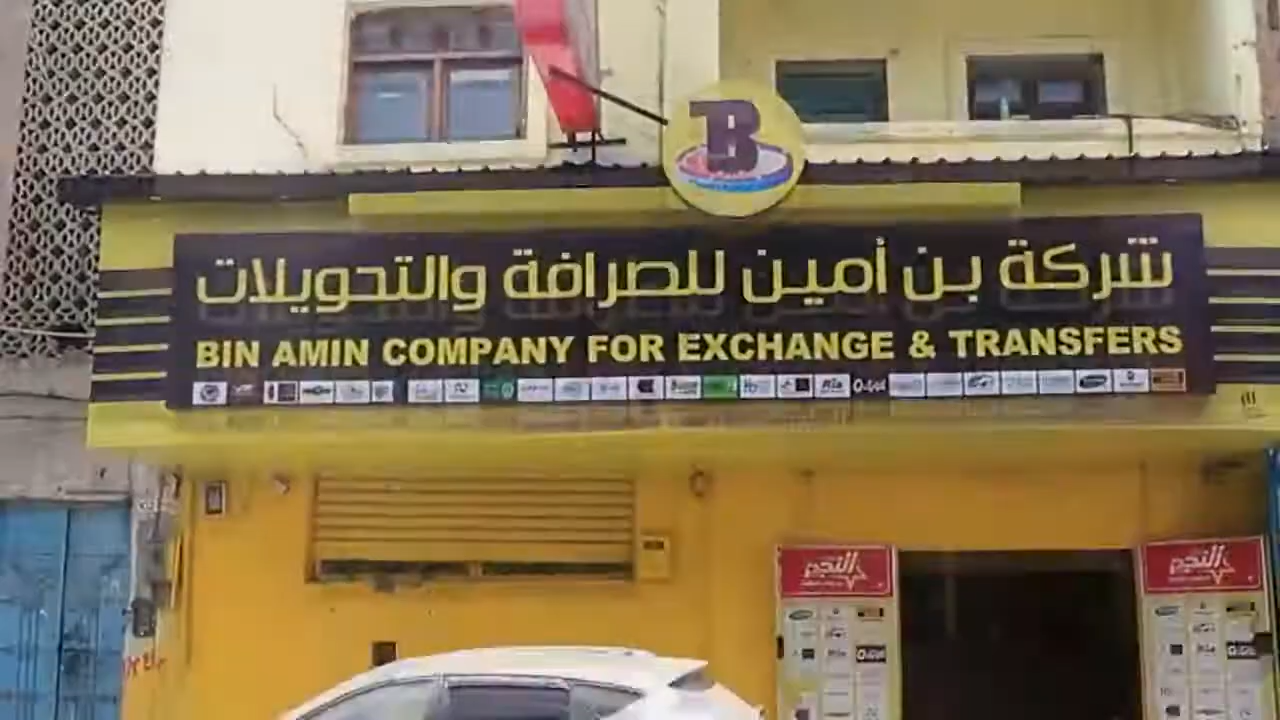 B
شركة بن أمين للصرافة والتحويلات
BIN AMIN COMPANY FOR EXCHANGE & TRANSFERS
النجم
النجم